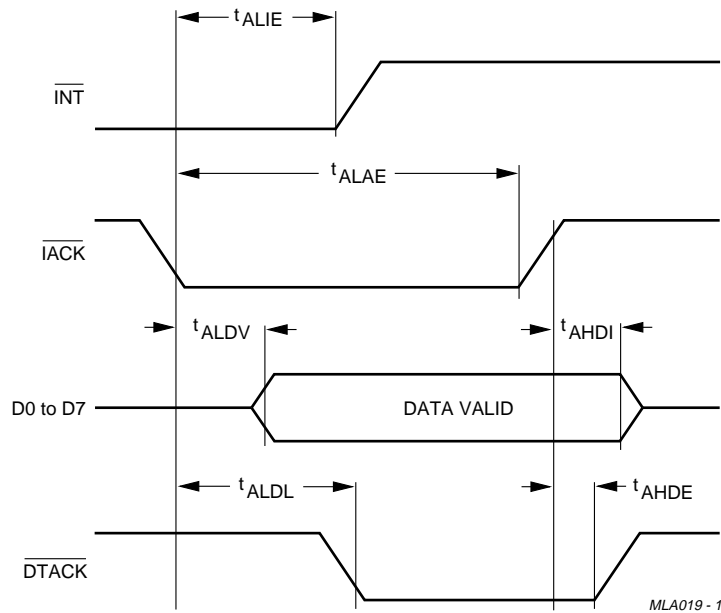 tALIE
INT
tALAE
IACK
tALDV
tAHDI
D0 to D7
DATA VALID
tALDL
tAHDE
DTACK
MLA019 - 1